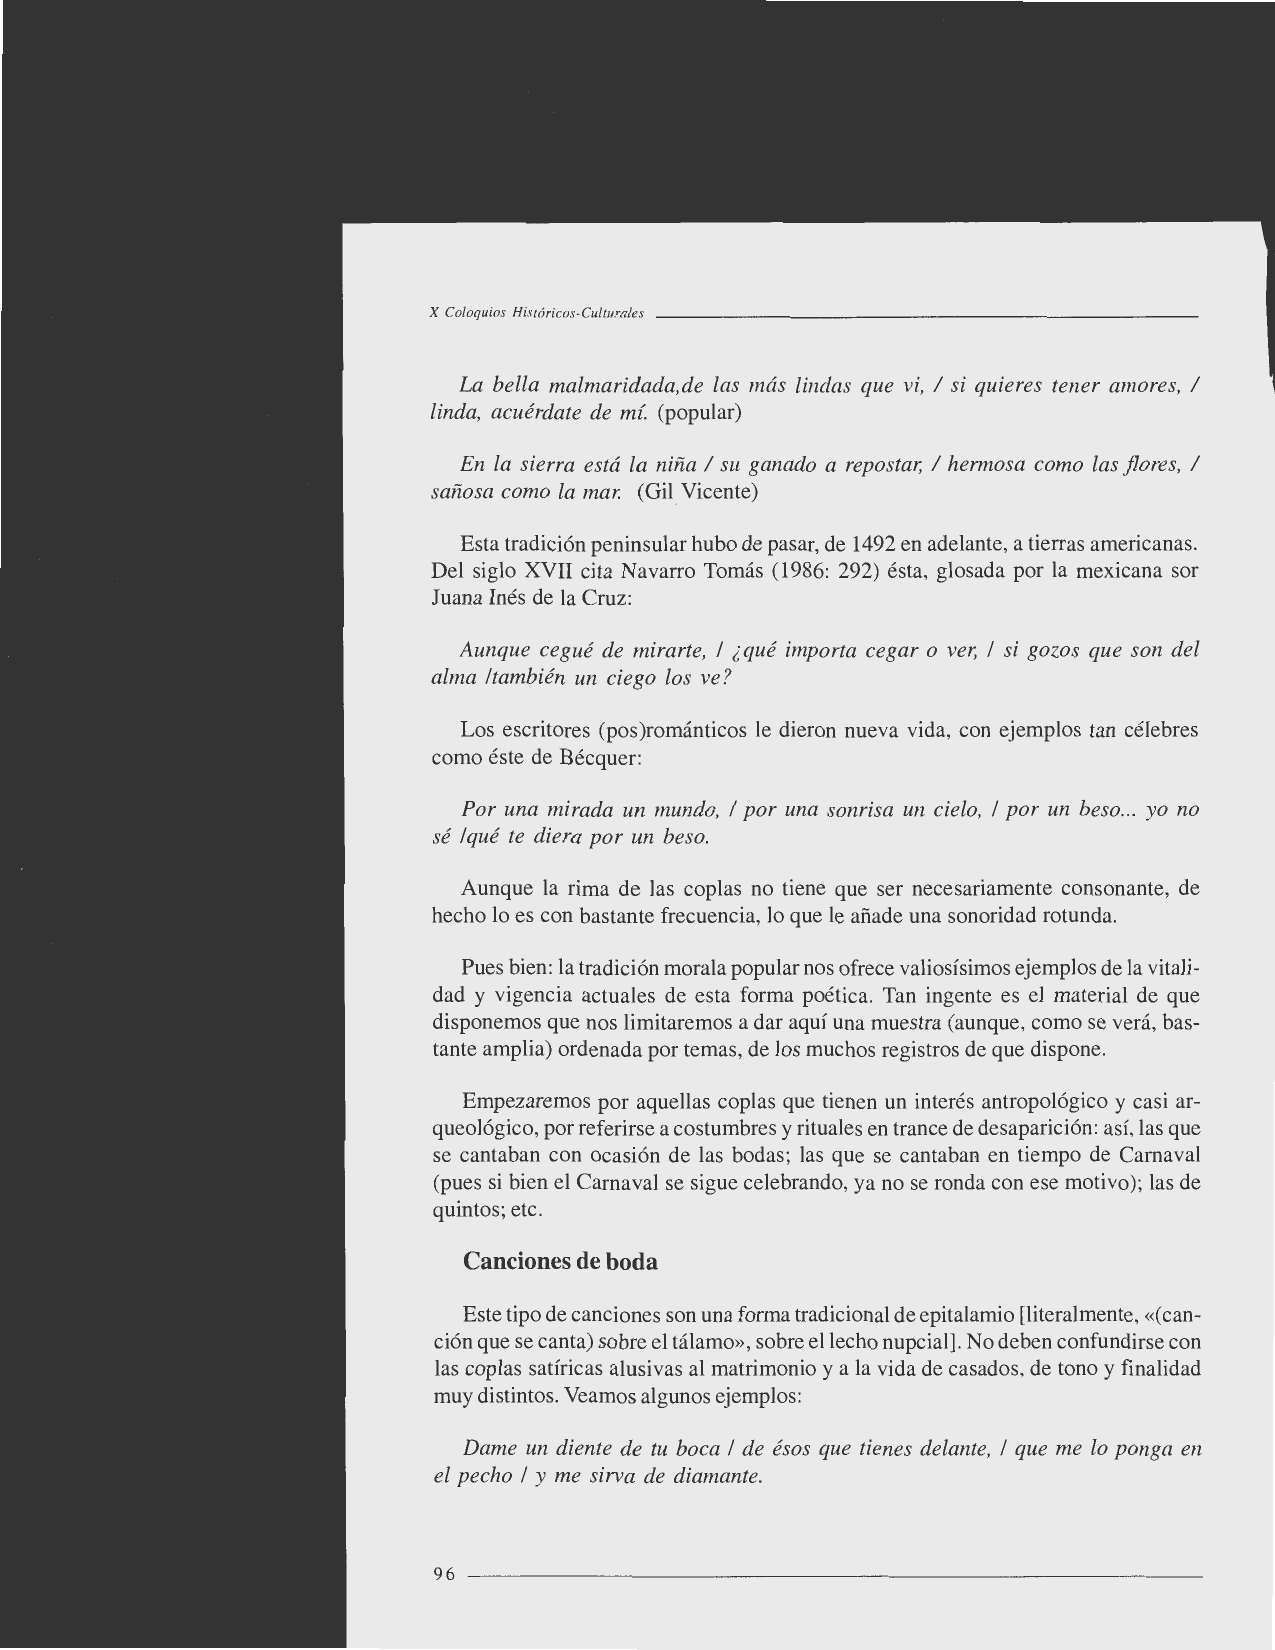 X Coloquios Históricos-Culturales
La bella malmaridada,de las más lindas que vi, / si quieres tener amores, /
linda, acuérdate de mí. (popular)
En la sierra está la niña / su ganado a repostar, / hermosa como las flores, /
sañosa como la mar. (Gil Vicente)
Esta tradición peninsular hubo de pasar, de 1492 en adelante, a tierras americanas.
Del siglo XVII cita Navarro Tomás (1986: 292) ésta, glosada por la mexicana sor
Juana Inés de la Cruz:
Aunque cegué de mirarte, / ¿qué importa cegar o ver, / si gozos que son del
alma /también un ciego los ve?
Los escritores (pos)románticos le dieron nueva vida, con ejemplos tan célebres
como éste de Bécquer:
Por una mirada un mundo, / por una sonrisa un cielo, / por un beso... yo no
sé /qué te diera por un beso.
Aunque la rima de las coplas no tiene que ser necesariamente consonante, de
hecho lo es con bastante frecuencia, lo que le añade una sonoridad rotunda.
Pues bien: la tradición morala popular nos ofrece valiosísimos ejemplos de la vitali-
dad y vigencia actuales de esta forma poética. Tan ingente es el material de que
disponemos que nos limitaremos a dar aquí una muestra (aunque, como se verá, bas-
tante amplia) ordenada por temas, de los muchos registros de que dispone.
Empezaremos por aquellas coplas que tienen un interés antropológico y casi ar-
queológico, por referirse a costumbres y rituales en trance de desaparición: así, las que
se cantaban con ocasión de las bodas; las que se cantaban en tiempo de Carnaval
(pues si bien el Carnaval se sigue celebrando, ya no se ronda con ese motivo); las de
quintos; etc.
Canciones de boda
Este tipo de canciones son una forma tradicional de epitalamio [literalmente, «(can-
ción que se canta) sobre el tálamo», sobre el lecho nupcial]. No deben confundirse con
las coplas satíricas alusivas al matrimonio y a la vida de casados, de tono y finalidad
muy distintos. Veamos algunos ejemplos:
Dame un diente de tu boca / de ésos que tienes delante, / que me lo ponga en
el pecho / y me sirva de diamante.
96